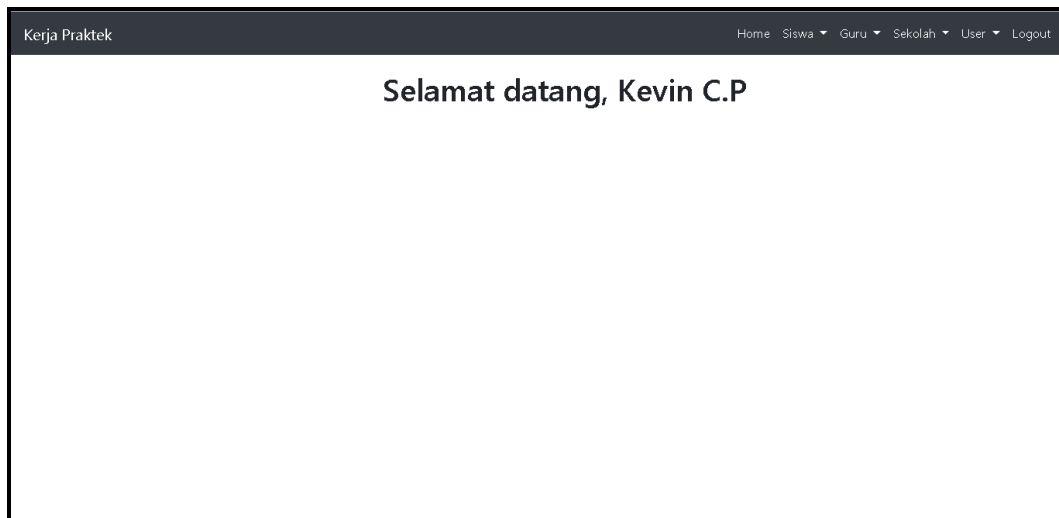 Kerja Praktek Home Siswa Guru Sekolah User Logout
Selamat datang, Kevin C.P